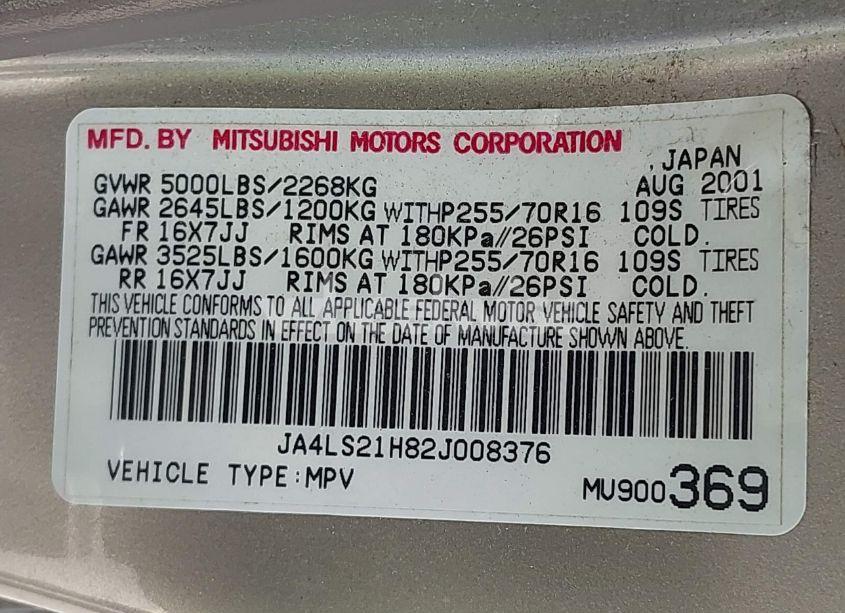 MFD. BY MITSUBISHI MOTORS CORPORATION
, JAPAN
GVWR 5000LBS/2268KG AUG 2001
GAWR 2645LBS/1200KG WITHP255/70R16 109S TIRES
FR 16X7JJ RIMS AT 180KPa//26PSI COLD.
GAWR 3525LBS/1600KG WITHP255/70R16 109S TIRES
RR 16X7JJ RIMS AT 180KPa//26PSI COLD.
THIS VEHICLE CONFORMS TO ALL APPLICABLE FEDERAL MOTOR VEHICLE SAFETY AND THEFT
PREVENTION STANDARDS IN EFFECT ON THE DATE OF MANUFACTURE SHOWN ABOVE.
JA4LS21H82J008376
VEHICLE TYPE:MPV MU900369